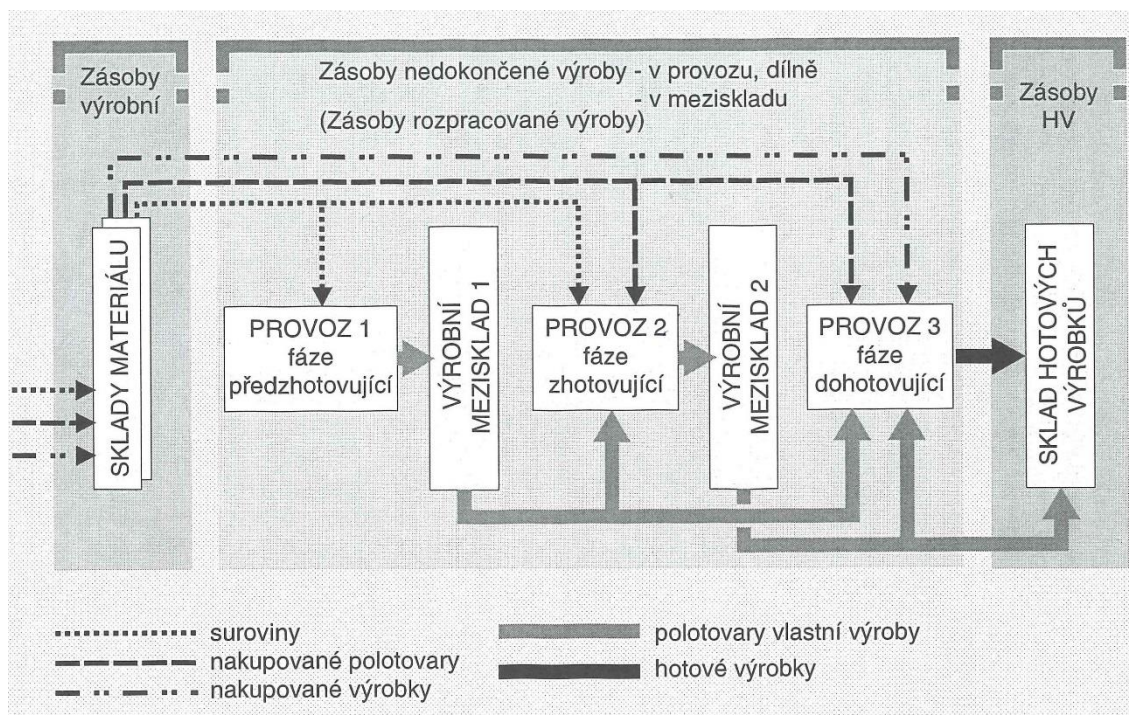 Zásoby
výrobní
Zásoby nedokončené výroby - v provozu, dílně
- v meziskladu
(Zásoby rozpracované výroby)
Zásoby
HV
SKLADY MATERIÁLU
PROVOZ 1
fáze
předzhotovující
VÝROBNÍ
MEZISKLAD 1
PROVOZ 2
fáze
zhotovující
VÝROBNÍ
MEZISKLAD 2
PROVOZ 3
fáze
dohotovující
SKLAD HOTOVÝCH
VÝROBKŮ
suroviny
nakupované polotovary
nakupované výrobky
polotovary vlastní výroby
hotové výrobky